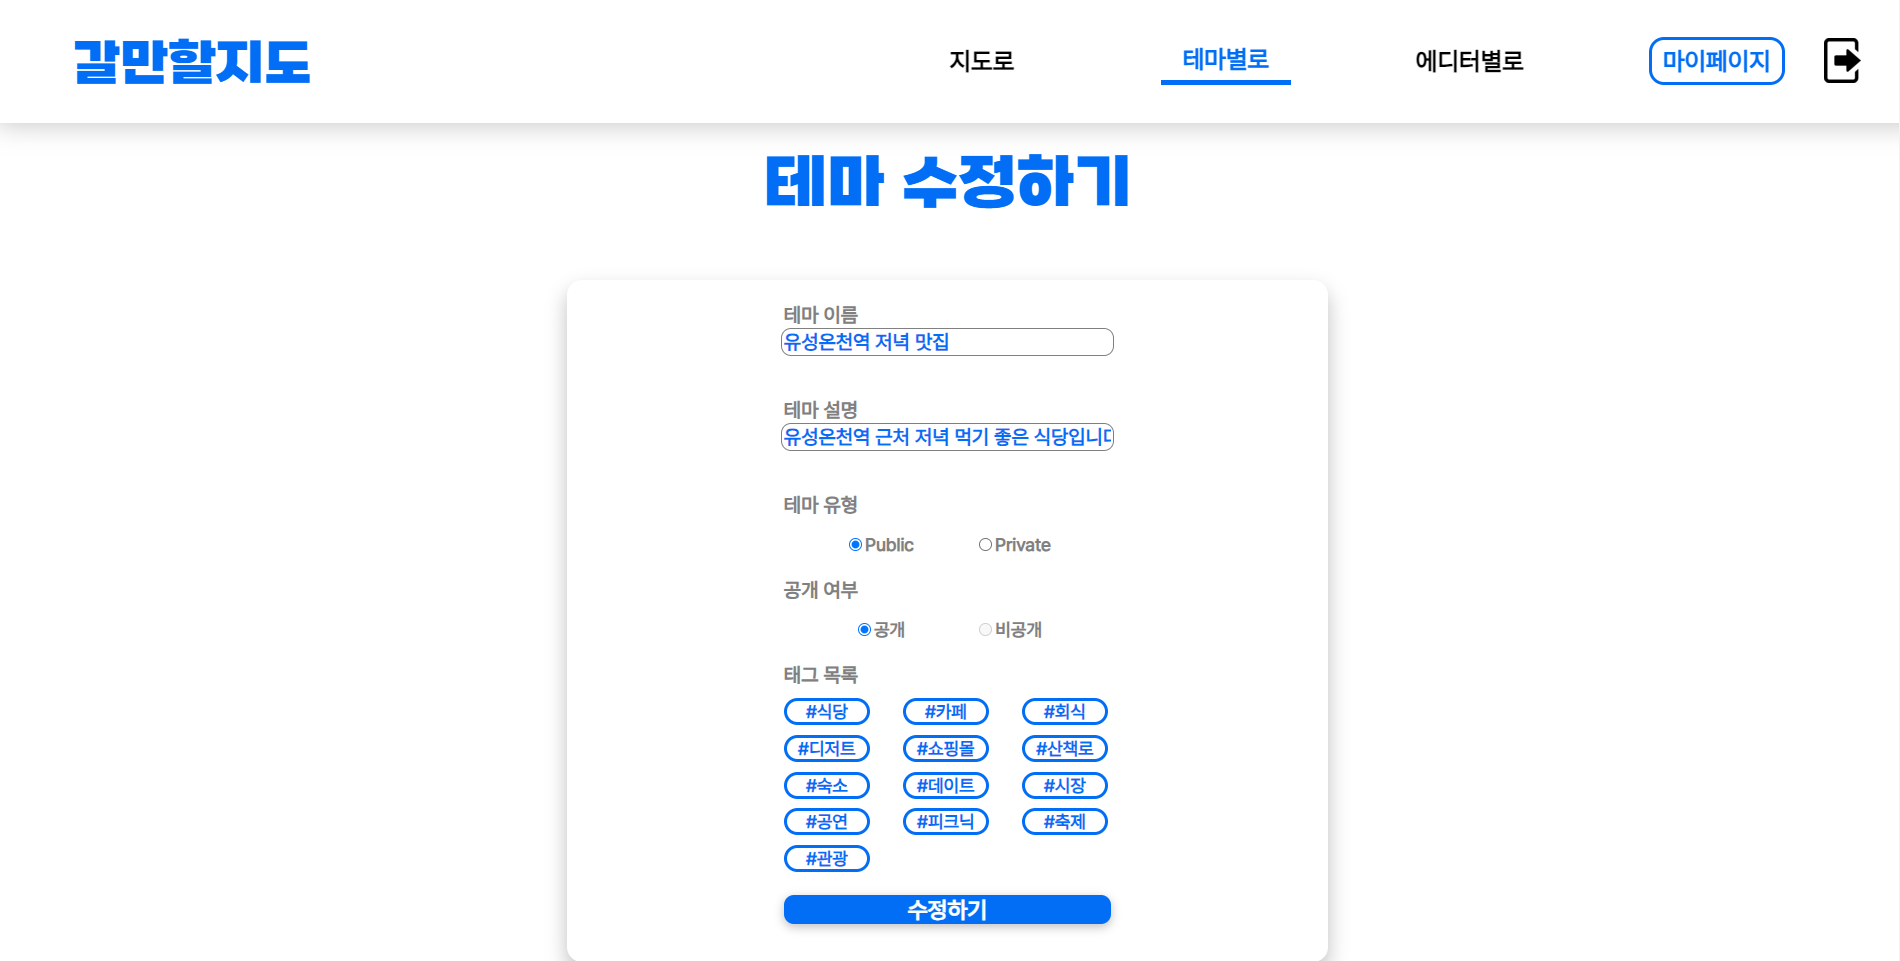 갈만할지도
지도로 테마별로 에디터별로 마이페이지
테마 수정하기
테마 이름
유성온천역 저녁 맛집
테마 설명
유성온천역 근처 저녁 먹기 좋은 식당입니다
테마 유형
Public Private
공개 여부
공개 비공개
태그 목록
#식당 #카페 #회식
#디저트 #쇼핑몰 #산책로
#숙소 #데이트 #시장
#공연 #피크닉 #축제
#관광
수정하기